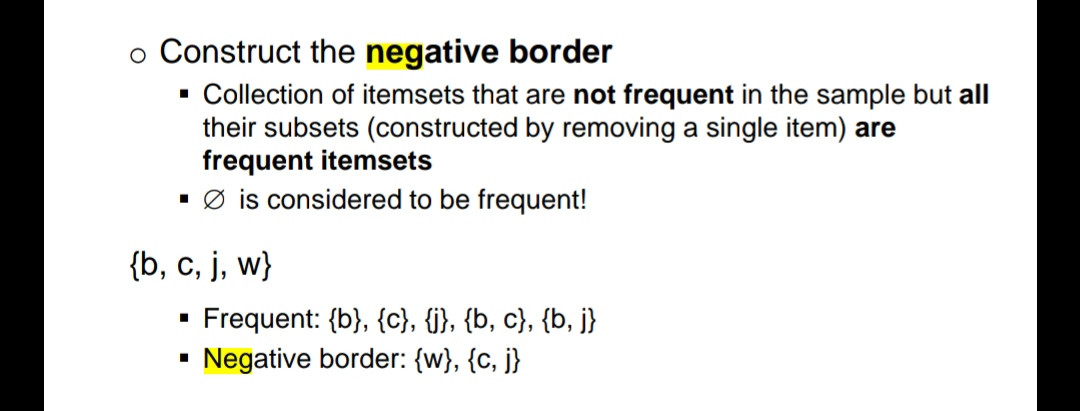 ○ Construct the negative border
▪ Collection of itemsets that are not frequent in the sample but all
their subsets (constructed by removing a single item) are
frequent itemsets
▪ ∅ is considered to be frequent!
{b, c, j, w}
▪ Frequent: {b}, {c}, {j}, {b, c}, {b, j}
▪ Negative border: {w}, {c, j}